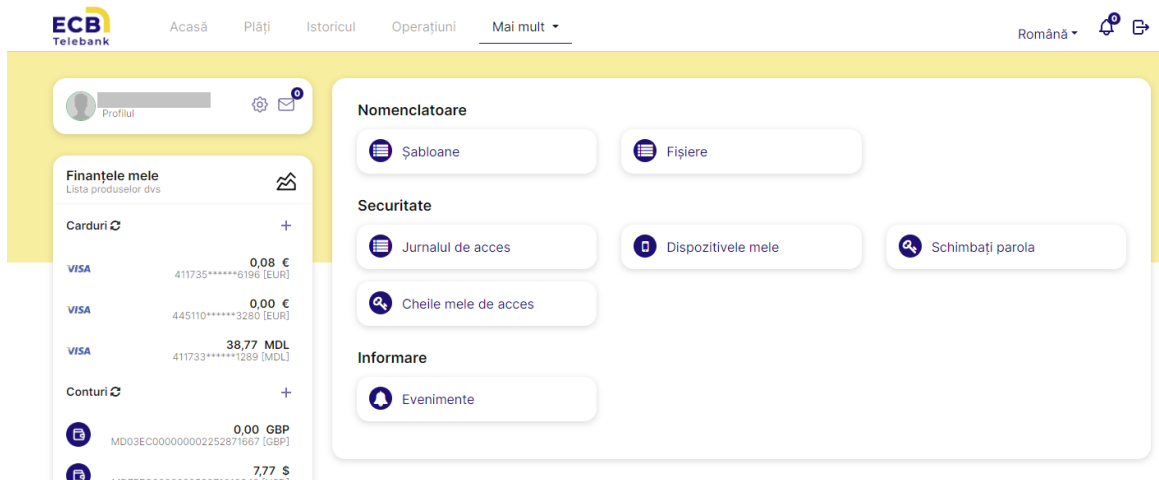 ECB
Telebank
Acasă
Plăți
Istoricul
Operațiuni
Mai mult
Română
0
Profilul
0
Finanțele mele
Lista produselor dvs
Carduri
+
VISA
0,08 €
411735******6196 [EUR]
VISA
0,00 €
445110******3280 [EUR]
VISA
38,77 MDL
411733******1289 [MDL]
Conturi
+
0,00 GBP
MD03EC000000002252871667 [GBP]
7,77 $
Nomenclatoare
Șabloane
Fișiere
Securitate
Jurnalul de acces
Dispozitivele mele
Schimbați parola
Cheile mele de acces
Informare
Evenimente